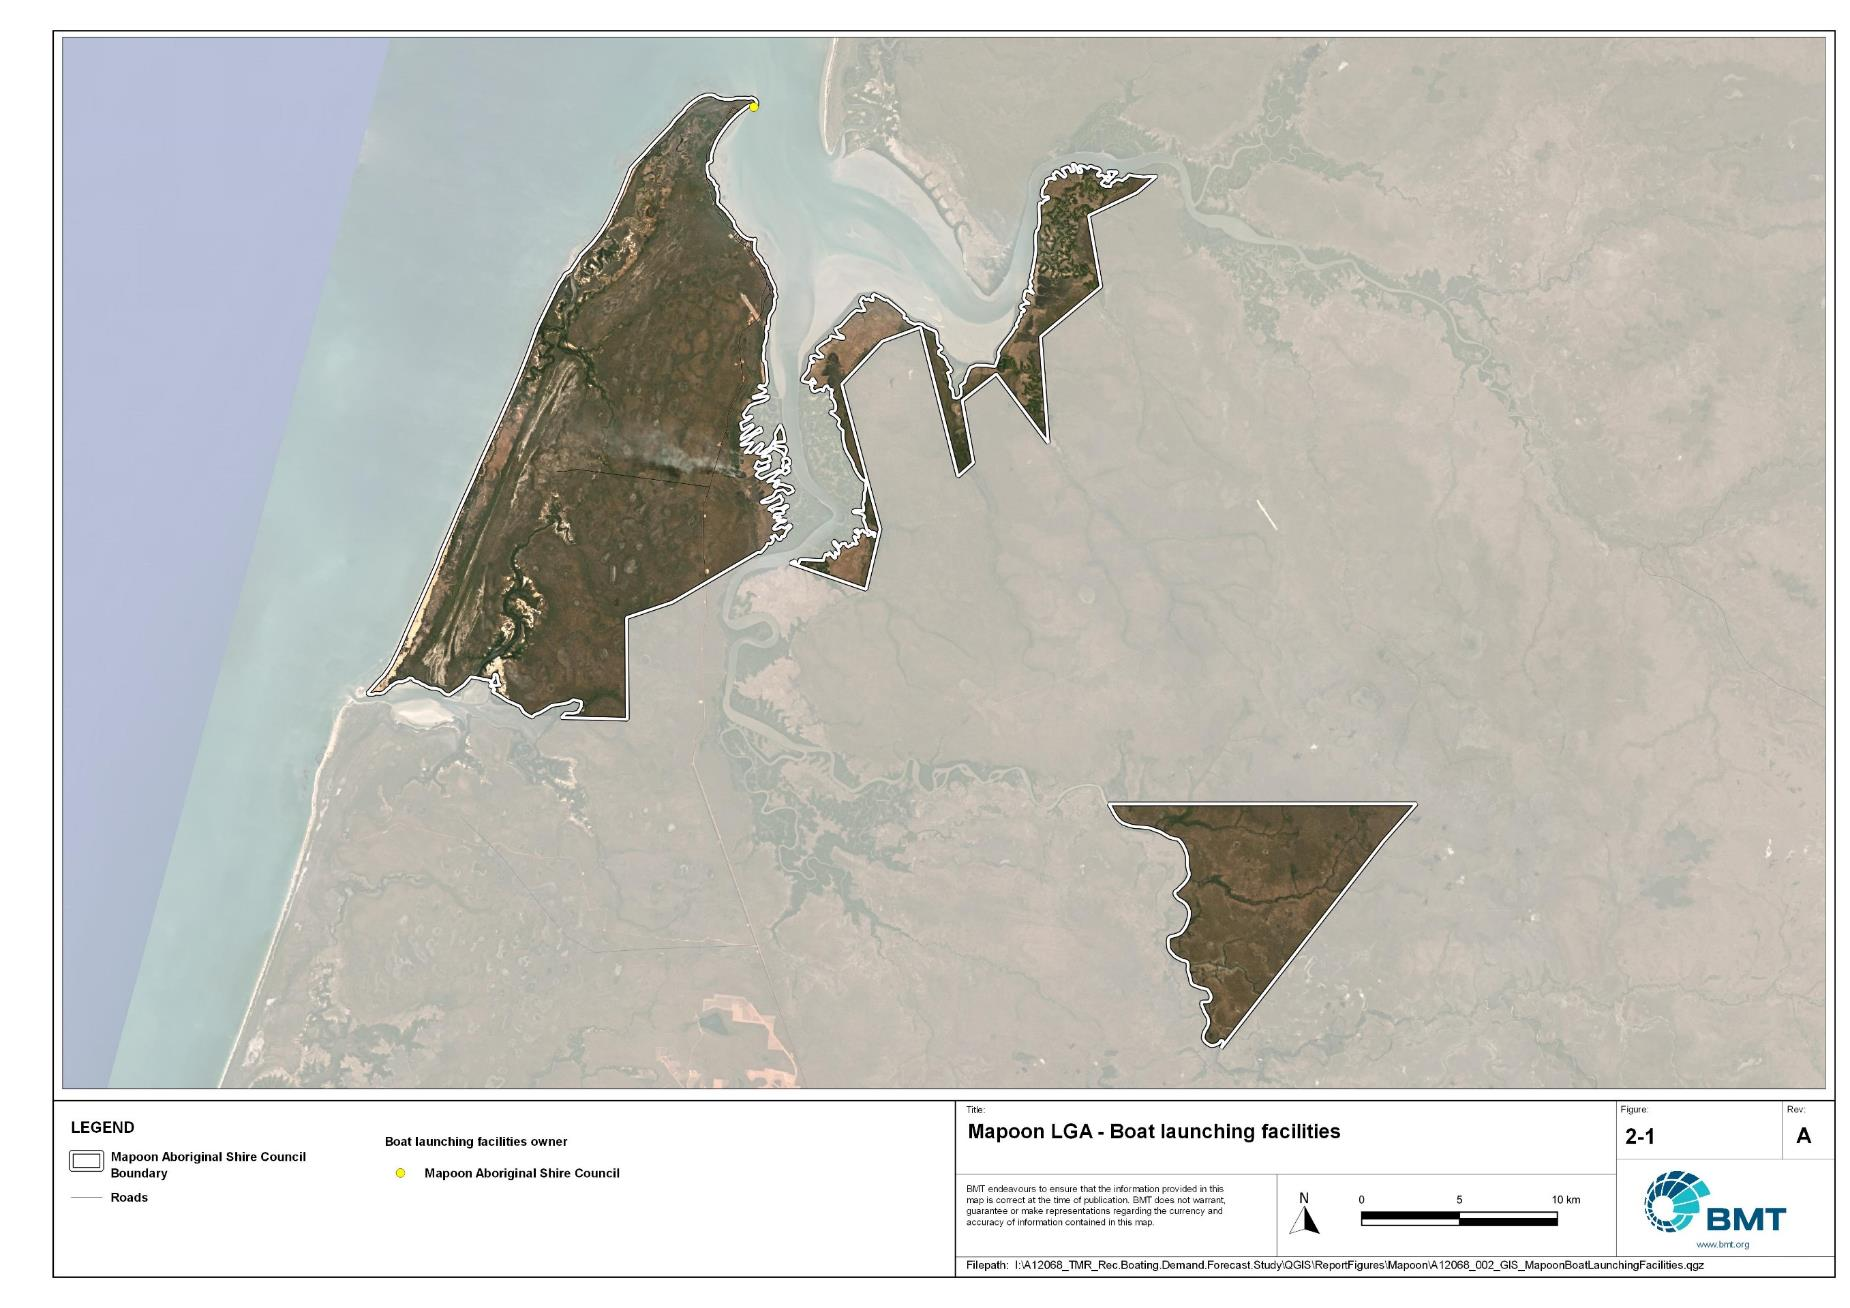 LEGEND
Mapoon Aboriginal Shire Council
Boundary
Roads
Boat launching facilities owner
Mapoon Aboriginal Shire Council
Title:
Mapoon LGA - Boat launching facilities
Figure:
2-1
Rev:
A
BMT endeavours to ensure that the information provided in this
map is correct at the time of publication. BMT does not warrant,
guarantee or make representations regarding the currency and
accuracy of information contained in this map.
N
0 5 10 km
BMT
www.bmt.org
Filepath: I:\A12068_TMR_Rec.Boating.Demand.Forecast.Study\QGIS\ReportFigures\Mapoon\A12068_002_GIS_MapoonBoatLaunchingFacilities.qgz